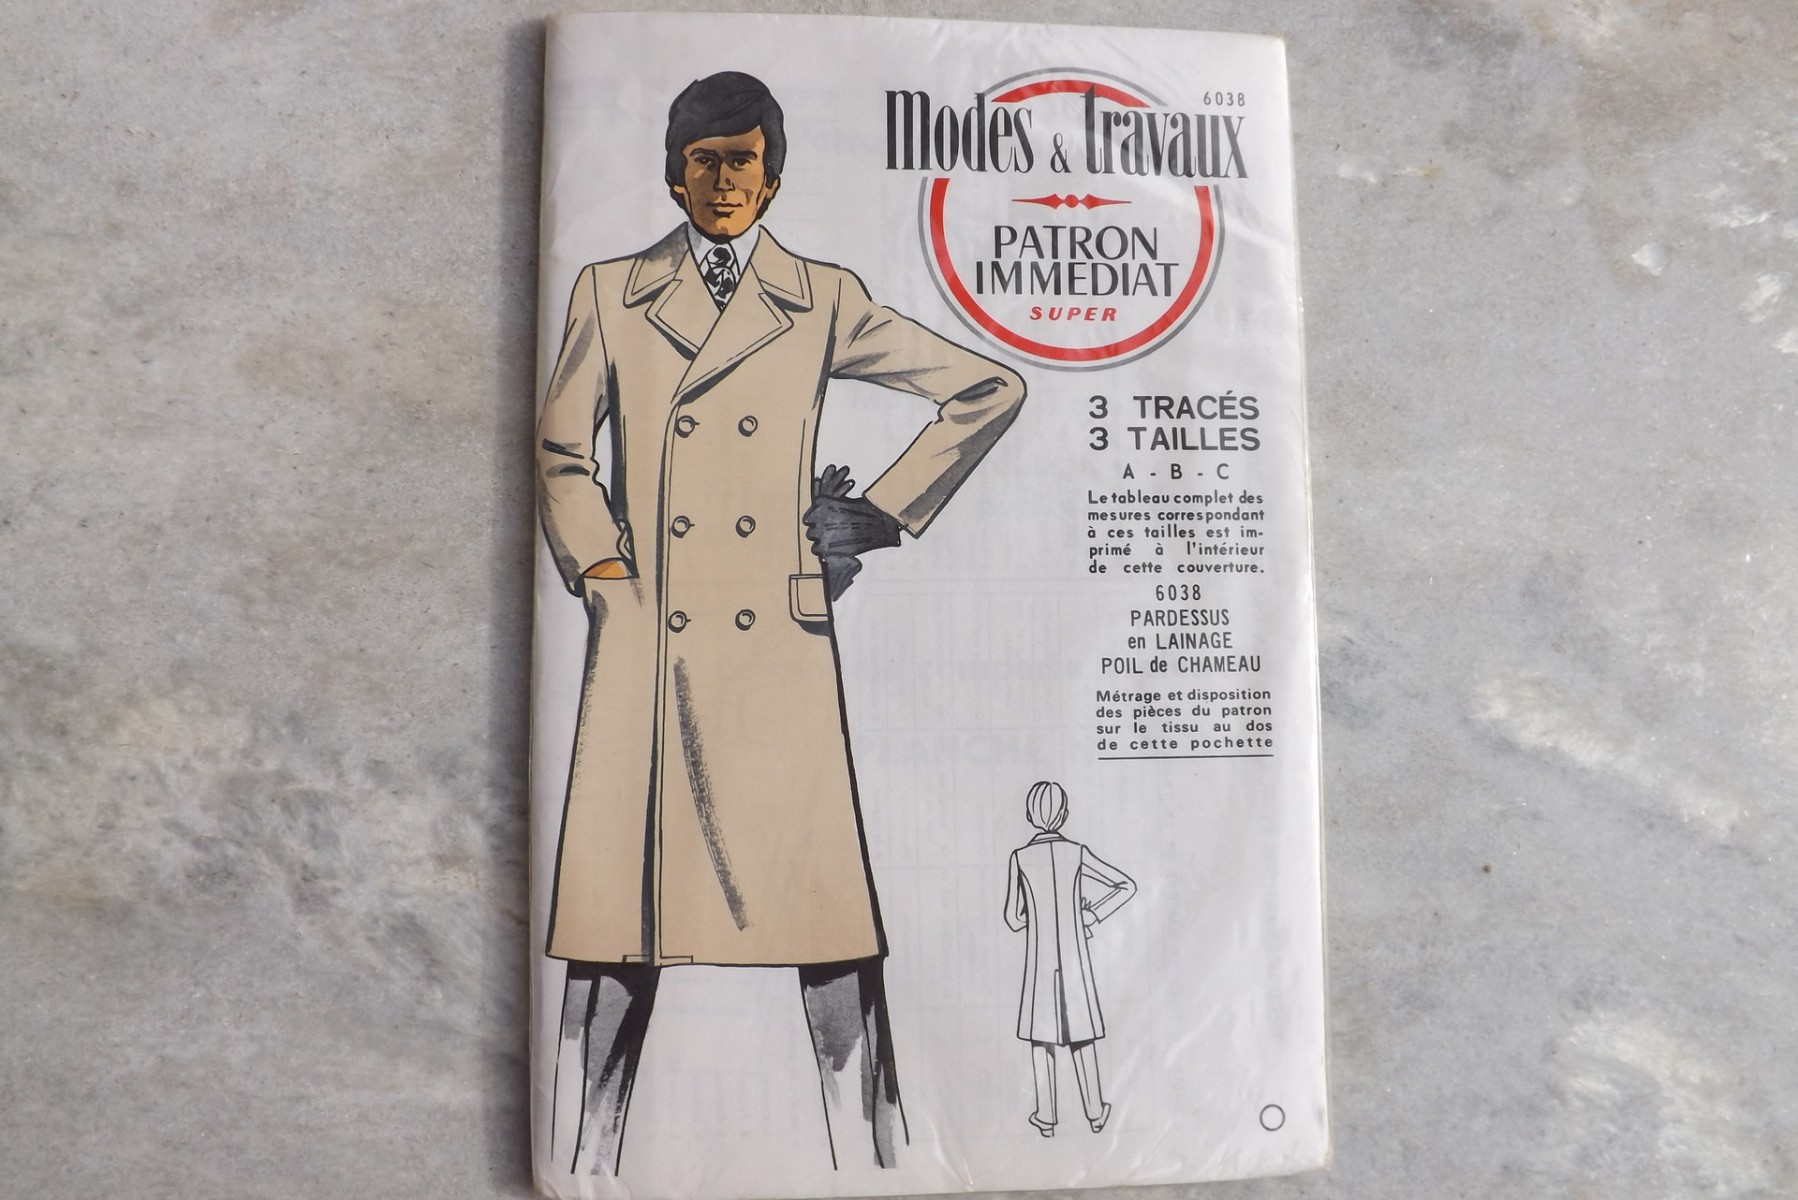 6038
modes & travaux
PATRON
IMMEDIAT
SUPER
3 TRACÉS
3 TAILLES
A - B - C
Le tableau complet des
mesures correspondant
à ces tailles est im-
primé à l'intérieur
de cette couverture.
6038
PARDESSUS
en LAINAGE
POIL de CHAMEAU
Métrage et disposition
des pièces du patron
sur le tissu au dos
de cette pochette